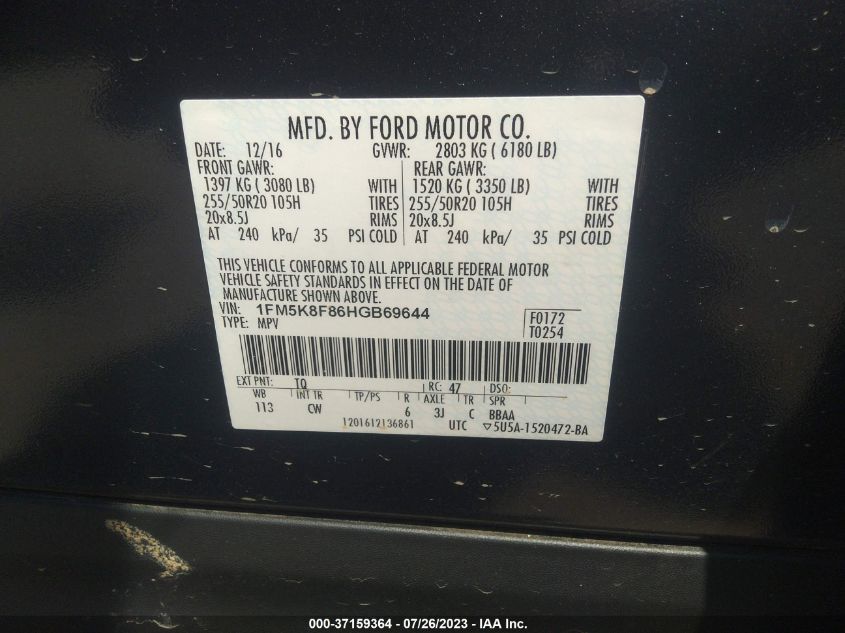 MFD. BY FORD MOTOR CO.
DATE: 12/16 GVWR: 2803 KG ( 6180 LB)
FRONT GAWR: REAR GAWR:
1397 KG ( 3080 LB) WITH 1520 KG ( 3350 LB) WITH
255/50R20 105H TIRES 255/50R20 105H TIRES
20x8.5J RIMS 20x8.5J RIMS
AT 240 kPa/ 35 PSI COLD AT 240 kPa/ 35 PSI COLD
THIS VEHICLE CONFORMS TO ALL APPLICABLE FEDERAL MOTOR
VEHICLE SAFETY STANDARDS IN EFFECT ON THE DATE OF
MANUFACTURE SHOWN ABOVE.
VIN: 1FM5K8F86HGB69644 F0172
TYPE: MPV T0254
EXT PNT: TQ RC: 47 DSO:
WB INT TR TP/PS R AXLE TR SPR
113 CW 6 3J C BBAA
1201612136861 UTC ▽5U5A-1520472-BA
000-37159364 - 07/26/2023 - IAA Inc.